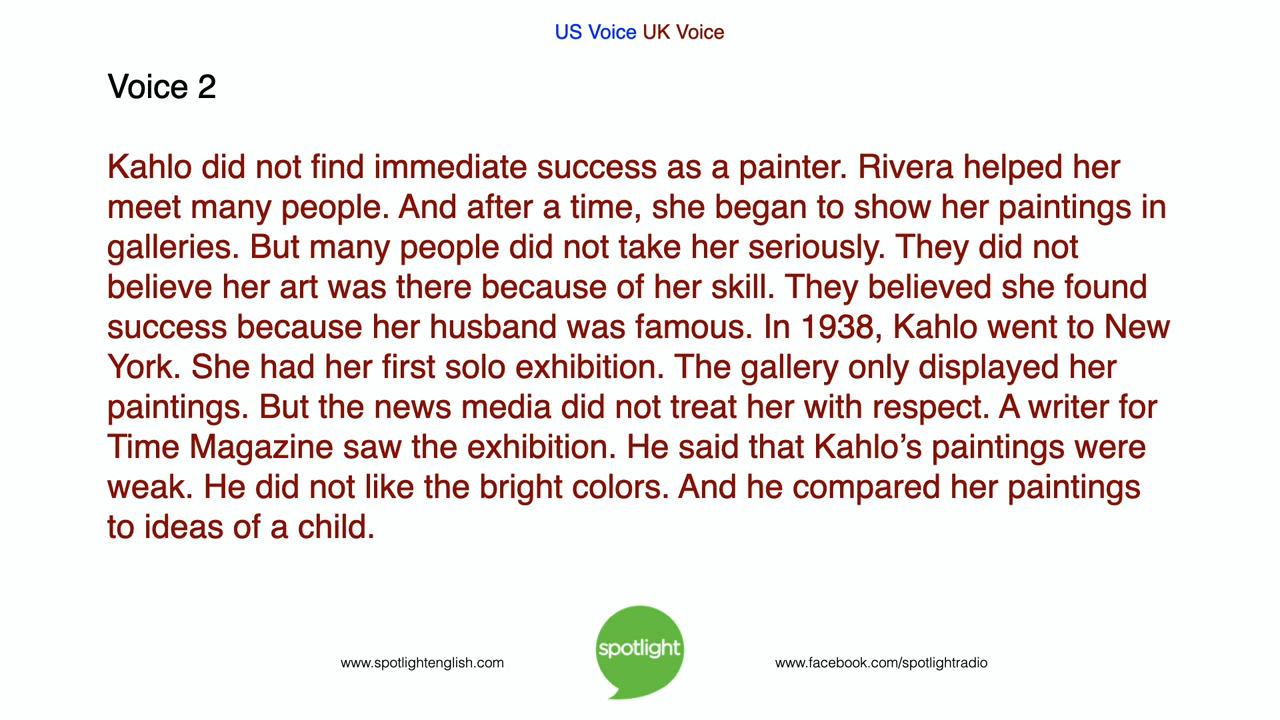 US Voice UK Voice
Voice 2
Kahlo did not find immediate success as a painter. Rivera helped her
meet many people. And after a time, she began to show her paintings in
galleries. But many people did not take her seriously. They did not
believe her art was there because of her skill. They believed she found
success because her husband was famous. In 1938, Kahlo went to New
York. She had her first solo exhibition. The gallery only displayed her
paintings. But the news media did not treat her with respect. A writer for
Time Magazine saw the exhibition. He said that Kahlo’s paintings were
weak. He did not like the bright colors. And he compared her paintings
to ideas of a child.
www.spotlightenglish.com
spotlight
www.facebook.com/spotlightradio